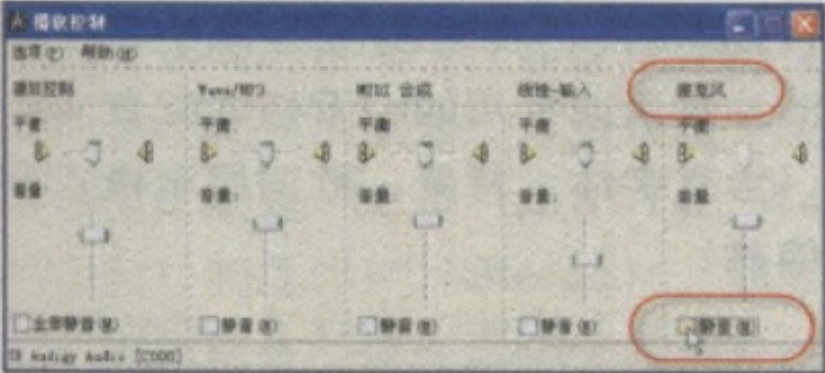 播放控制
选项(P) 帮助(H)
播放控制 Wave/MP3 MIDI 合成 线性-输入 麦克风
平衡: 平衡: 平衡: 平衡: 平衡:
音量: 音量: 音量: 音量: 音量:
全部静音(M) 静音(M) 静音(M) 静音(M) 静音(M)
SB Audigy Audio [CC00]